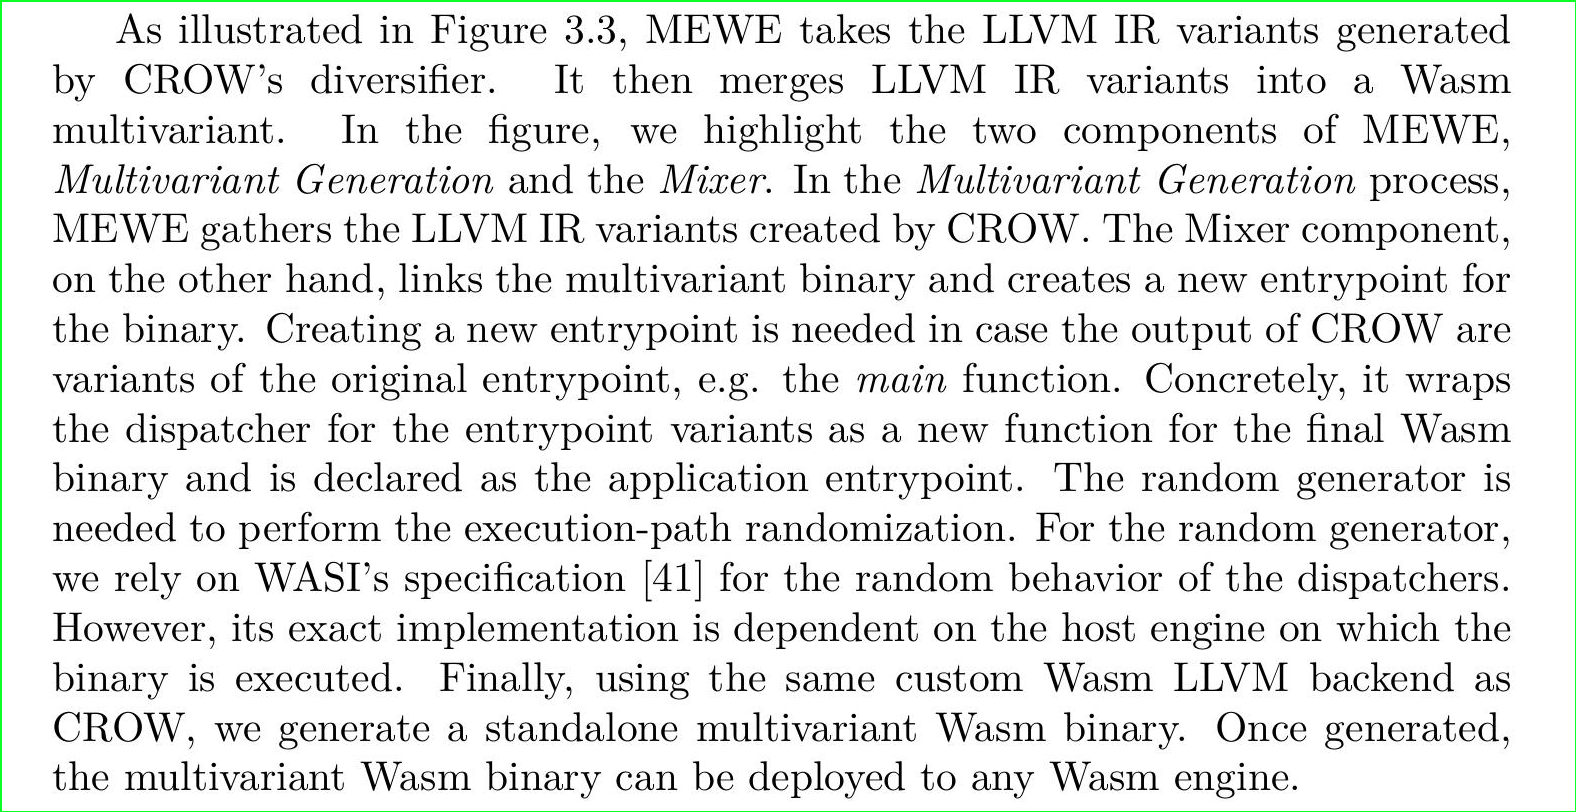 As illustrated in Figure 3.3, MEWE takes the LLVM IR variants generated
by CROW's diversifier. It then merges LLVM IR variants into a Wasm
multivariant. In the figure, we highlight the two components of MEWE,
Multivariant Generation and the Mixer. In the Multivariant Generation process,
MEWE gathers the LLVM IR variants created by CROW. The Mixer component,
on the other hand, links the multivariant binary and creates a new entrypoint for
the binary. Creating a new entrypoint is needed in case the output of CROW are
variants of the original entrypoint, e.g. the main function. Concretely, it wraps
the dispatcher for the entrypoint variants as a new function for the final Wasm
binary and is declared as the application entrypoint. The random generator is
needed to perform the execution-path randomization. For the random generator,
we rely on WASI's specification [41] for the random behavior of the dispatchers.
However, its exact implementation is dependent on the host engine on which the
binary is executed. Finally, using the same custom Wasm LLVM backend as
CROW, we generate a standalone multivariant Wasm binary. Once generated,
the multivariant Wasm binary can be deployed to any Wasm engine.